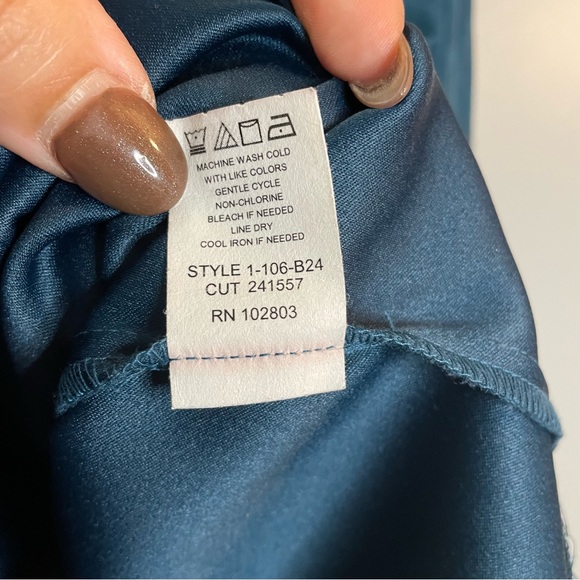 MACHINE WASH COLD
WITH LIKE COLORS
GENTLE CYCLE
NON-CHLORINE
BLEACH IF NEEDED
LINE DRY
COOL IRON IF NEEDED
STYLE 1-106-B24
CUT 241557
RN 102803